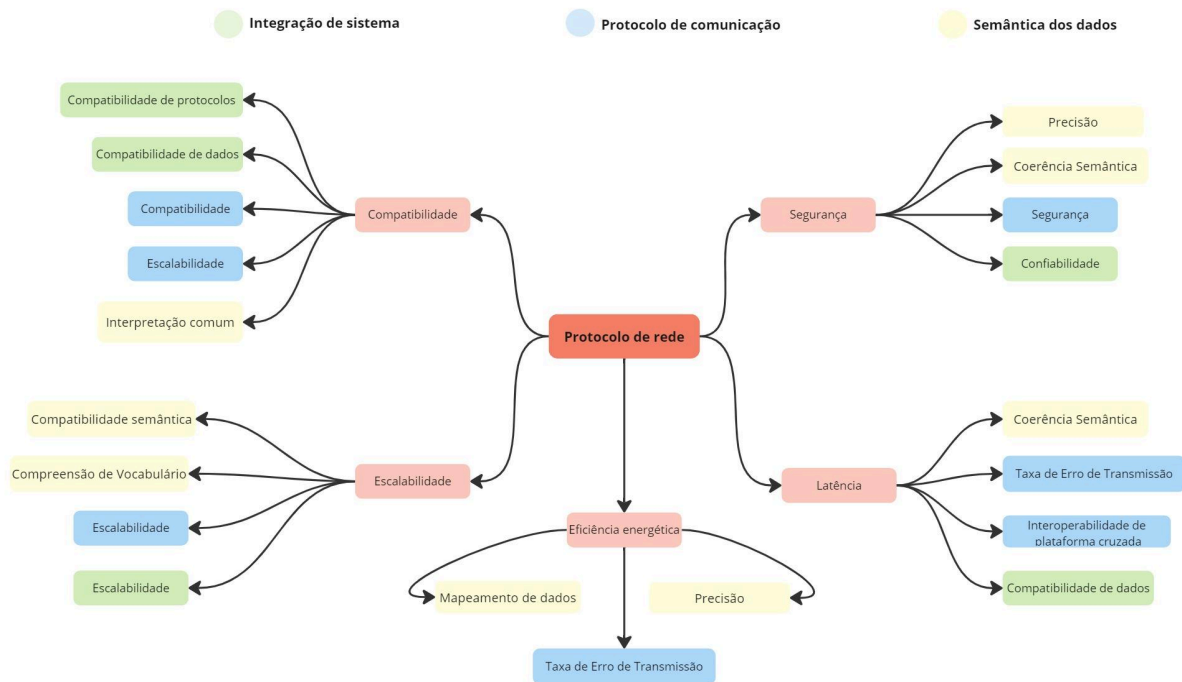 Integração de sistema
Protocolo de comunicação
Semântica dos dados
Compatibilidade de protocolos
Compatibilidade de dados
Compatibilidade
Escalabilidade
Interpretação comum
Compatibilidade
Segurança
Precisão
Coerência Semântica
Segurança
Confiabilidade
Protocolo de rede
Compatibilidade semântica
Compreensão de Vocabulário
Escalabilidade
Escalabilidade
Escalabilidade
Eficiência energética
Mapeamento de dados
Precisão
Taxa de Erro de Transmissão
Latência
Coerência Semântica
Taxa de Erro de Transmissão
Interoperabilidade de
plataforma cruzada
Compatibilidade de dados